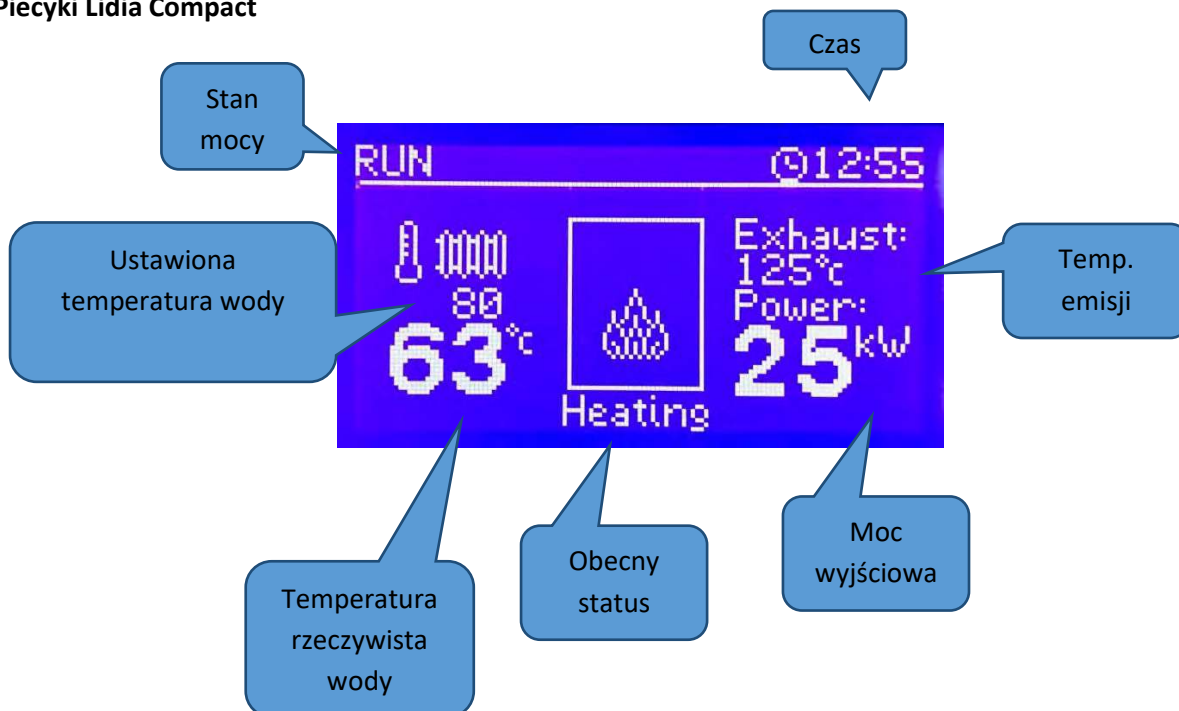 Piecyki Lidia Compact
Czas
Stan
mocy
RUN
12:55
Ustawiona
temperatura wody
80
63°c
Heating
Exhaust:
125°c
Power:
25kW
Temp.
emisji
Temperatura
rzeczywista
wody
Obecny
status
Moc
wyjściowa